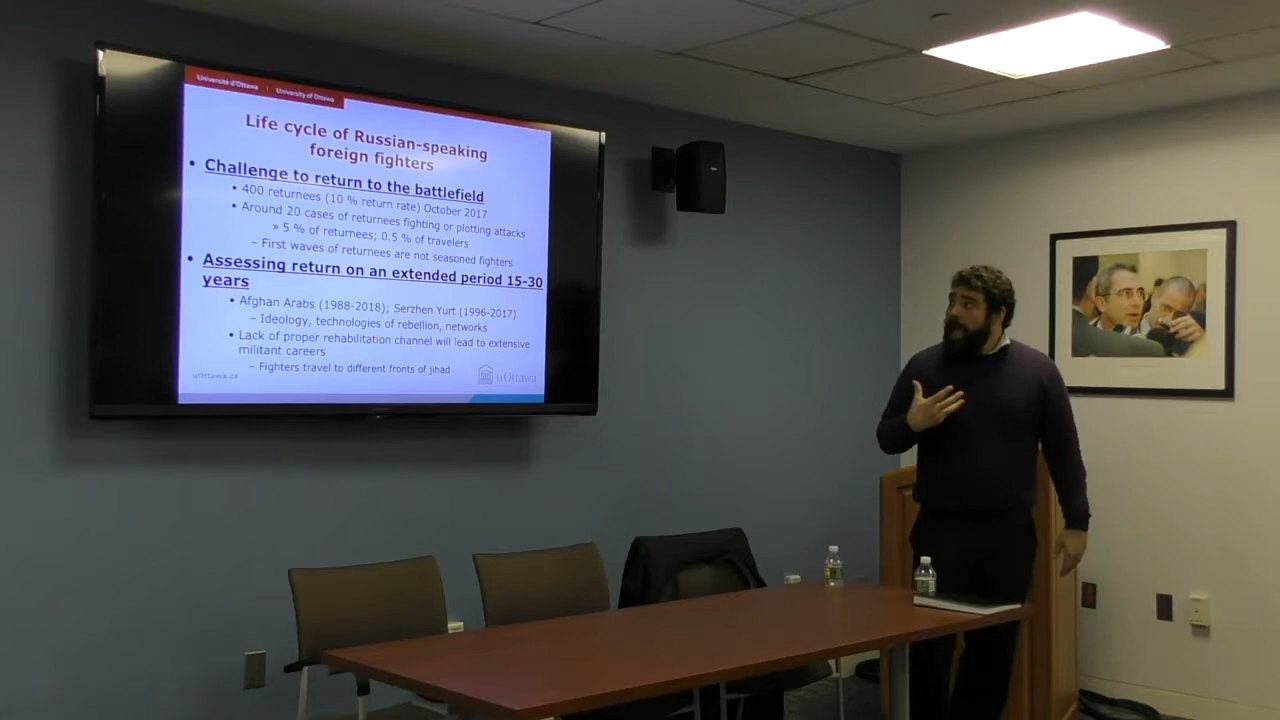 Université d'Ottawa | University of Ottawa
Life cycle of Russian-speaking
foreign fighters
• Challenge to return to the battlefield
• 400 returnees (10 % return rate) October 2017
• Around 20 cases of returnees fighting or plotting attacks
» 5 % of returnees; 0.5 % of travelers
– First waves of returnees are not seasoned fighters
• Assessing return on an extended period 15-30
years
• Afghan Arabs (1988-2018); Serzhen Yurt (1996-2017)
– Ideology, technologies of rebellion, networks
• Lack of proper rehabilitation channel will lead to extensive
militant careers
– Fighters travel to different fronts of jihad
uOttawa.ca
uOttawa